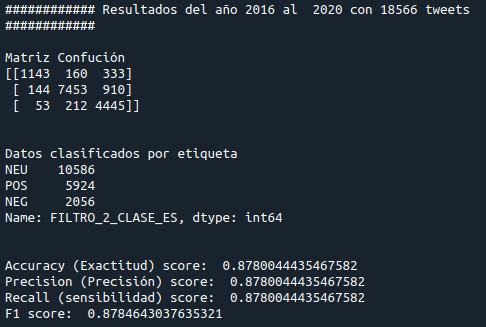 ############ Resultados del año 2016 al  2020 con 18566 tweets
############
Matriz Confución
[[1143  160  333]
 [ 144 7453  910]
 [  53  212 4445]]
Datos clasificados por etiqueta
NEU    10586
POS     5924
NEG     2056
Name: FILTRO_2_CLASE_ES, dtype: int64
Accuracy (Exactitud) score:  0.8780044435467582
Precision (Precisión) score:  0.8780044435467582
Recall (sensibilidad) score:  0.8780044435467582
F1 score:  0.8784643037635321